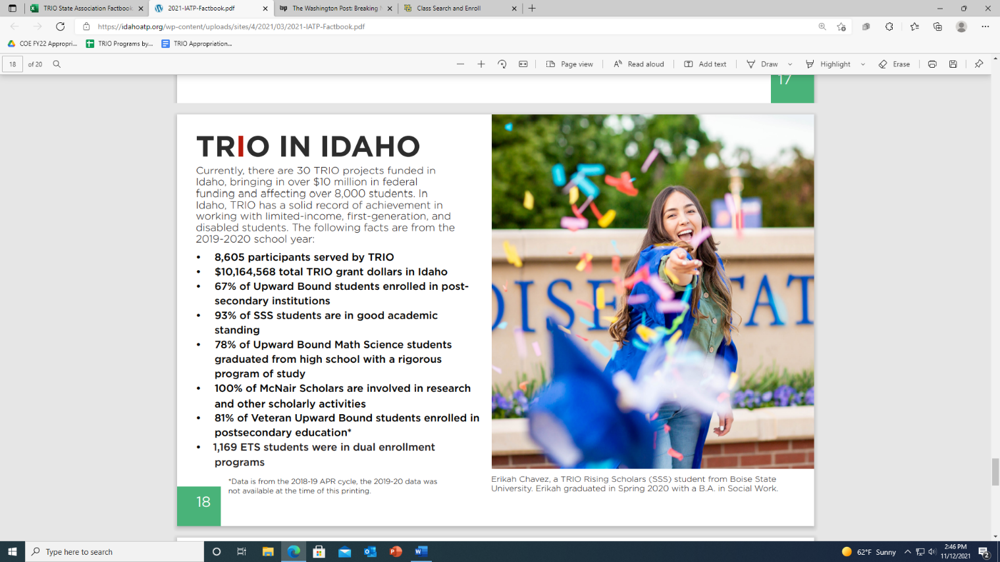 TRIO State Association Factbook
2021-IATP-Factbook.pdf
The Washington Post: Breaking
Class Search and Enroll
https://idahoatp.org/wp-content/uploads/sites/4/2021/03/2021-IATP-Factbook.pdf
COE FY22 Appropri...
TRIO Programs by...
TRIO Appropriation...
18
of 20
Page view
Read aloud
Add text
Draw
Highlight
Erase
17
TRIO IN IDAHO
Currently, there are 30 TRIO projects funded in
Idaho, bringing in over $10 million in federal
funding and affecting over 8,000 students. In
Idaho, TRIO has a solid record of achievement in
working with limited-income, first-generation, and
disabled students. The following facts are from the
2019-2020 school year:
• 8,605 participants served by TRIO
• $10,164,568 total TRIO grant dollars in Idaho
• 67% of Upward Bound students enrolled in post-
secondary institutions
• 93% of SSS students are in good academic
standing
• 78% of Upward Bound Math Science students
graduated from high school with a rigorous
program of study
• 100% of McNair Scholars are involved in research
and other scholarly activities
• 81% of Veteran Upward Bound students enrolled in
postsecondary education*
• 1,169 ETS students were in dual enrollment
programs
*Data is from the 2018-19 APR cycle, the 2019-20 data was
not available at the time of this printing.
18
OISE TAT
Erikah Chavez, a TRIO Rising Scholars (SSS) student from Boise State
University. Erikah graduated in Spring 2020 with a B.A. in Social Work.
Type here to search
62°F Sunny
2:46 PM
11/12/2021
2